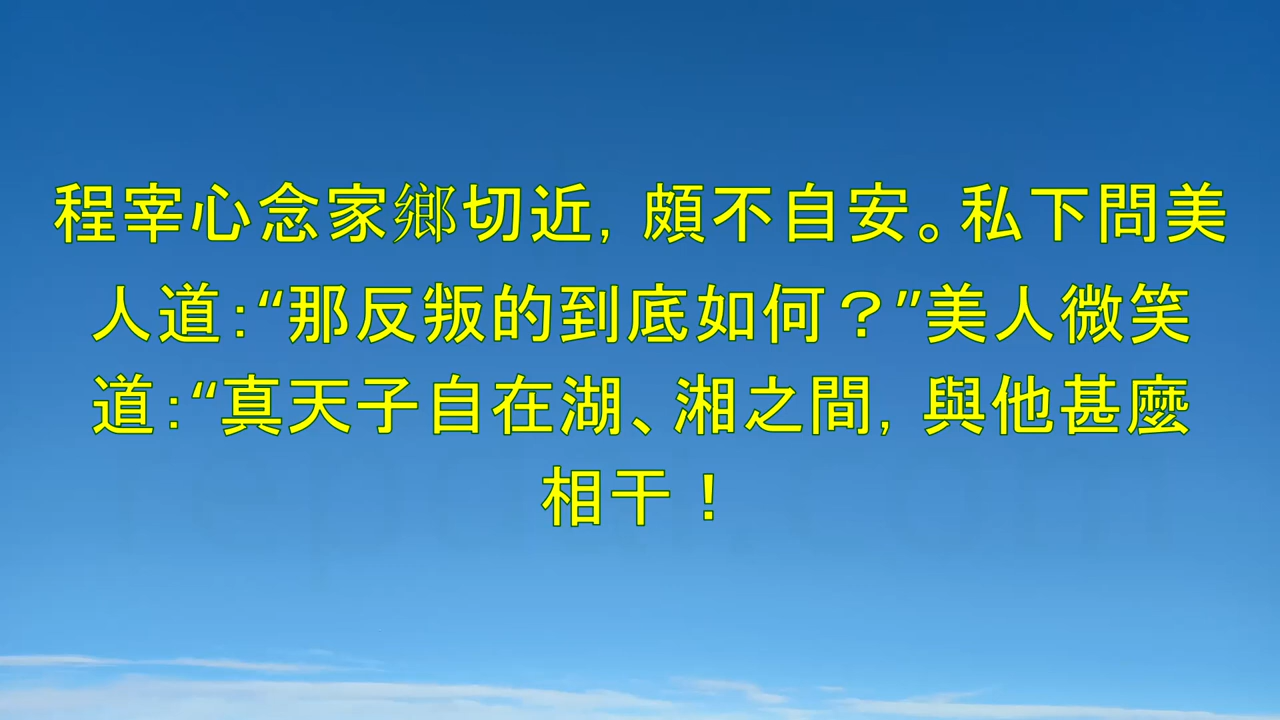 程宰心念家鄉切近，頗不自安。私下問美
人道：“那反叛的到底如何？”美人微笑
道：“真天子自在湖、湘之間，與他甚麼
相干！